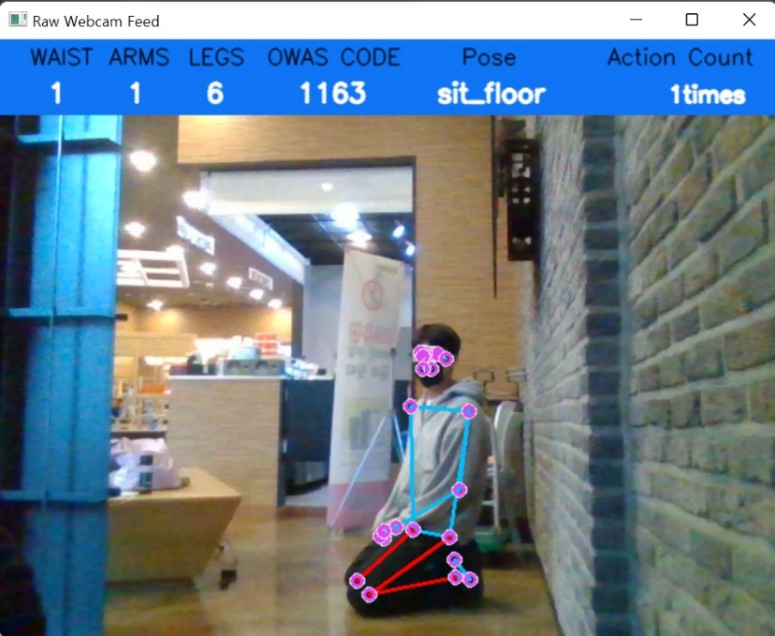 Raw Webcam Feed
WAIST ARMS LEGS OWAS CODE Pose Action Count
1 1 6 1163 sit_floor 1times